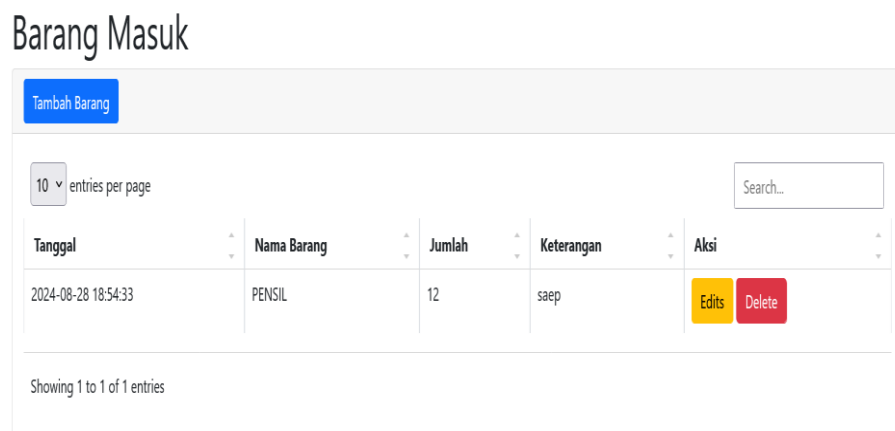 Barang Masuk
Tambah Barang
10 entries per page
Search...
Tanggal Nama Barang Jumlah Keterangan Aksi
2024-08-28 18:54:33 PENSIL 12 saep Edits Delete
Showing 1 to 1 of 1 entries